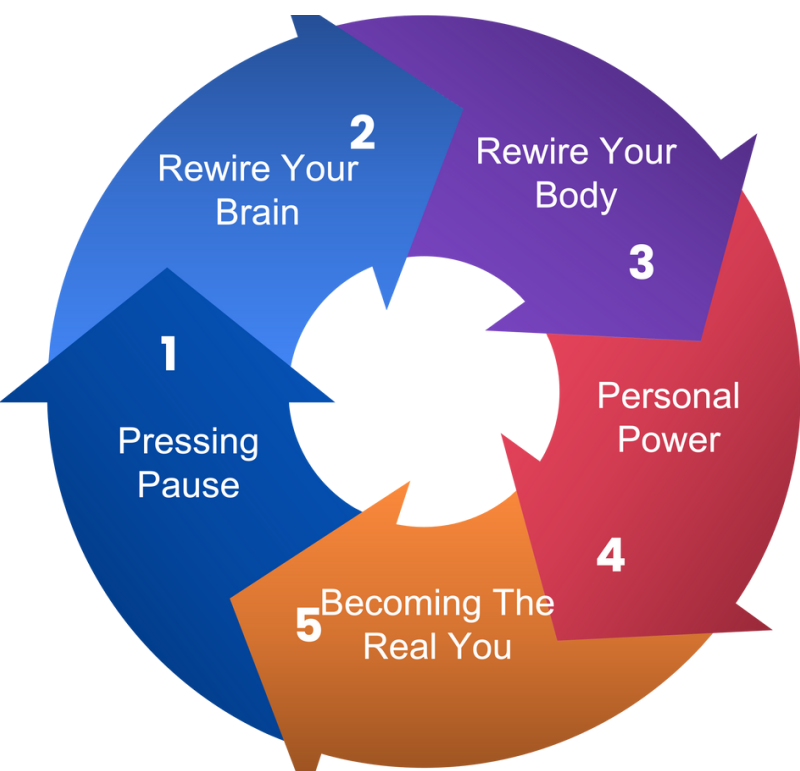 1
Pressing
Pause
2
Rewire Your
Brain
Rewire Your
Body
3
Personal
Power
4
5
Becoming The
Real You